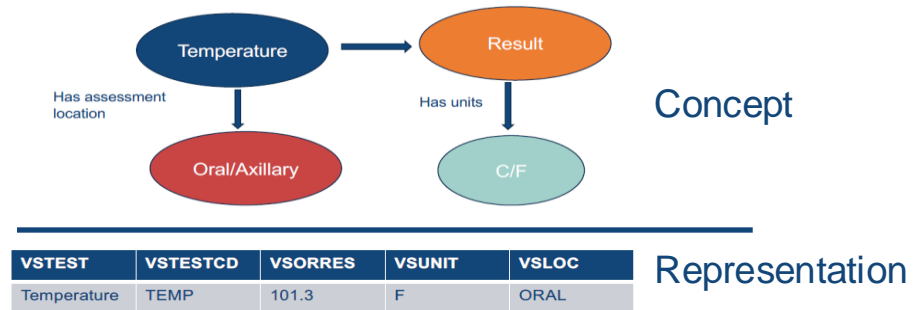 Temperature
Result
Has assessment
location
Has units
Concept
Oral/Axillary
C/F
VSTEST VSTESTCD VSORRES VSUNIT VSLOC
Representation
Temperature TEMP 101.3 F ORAL